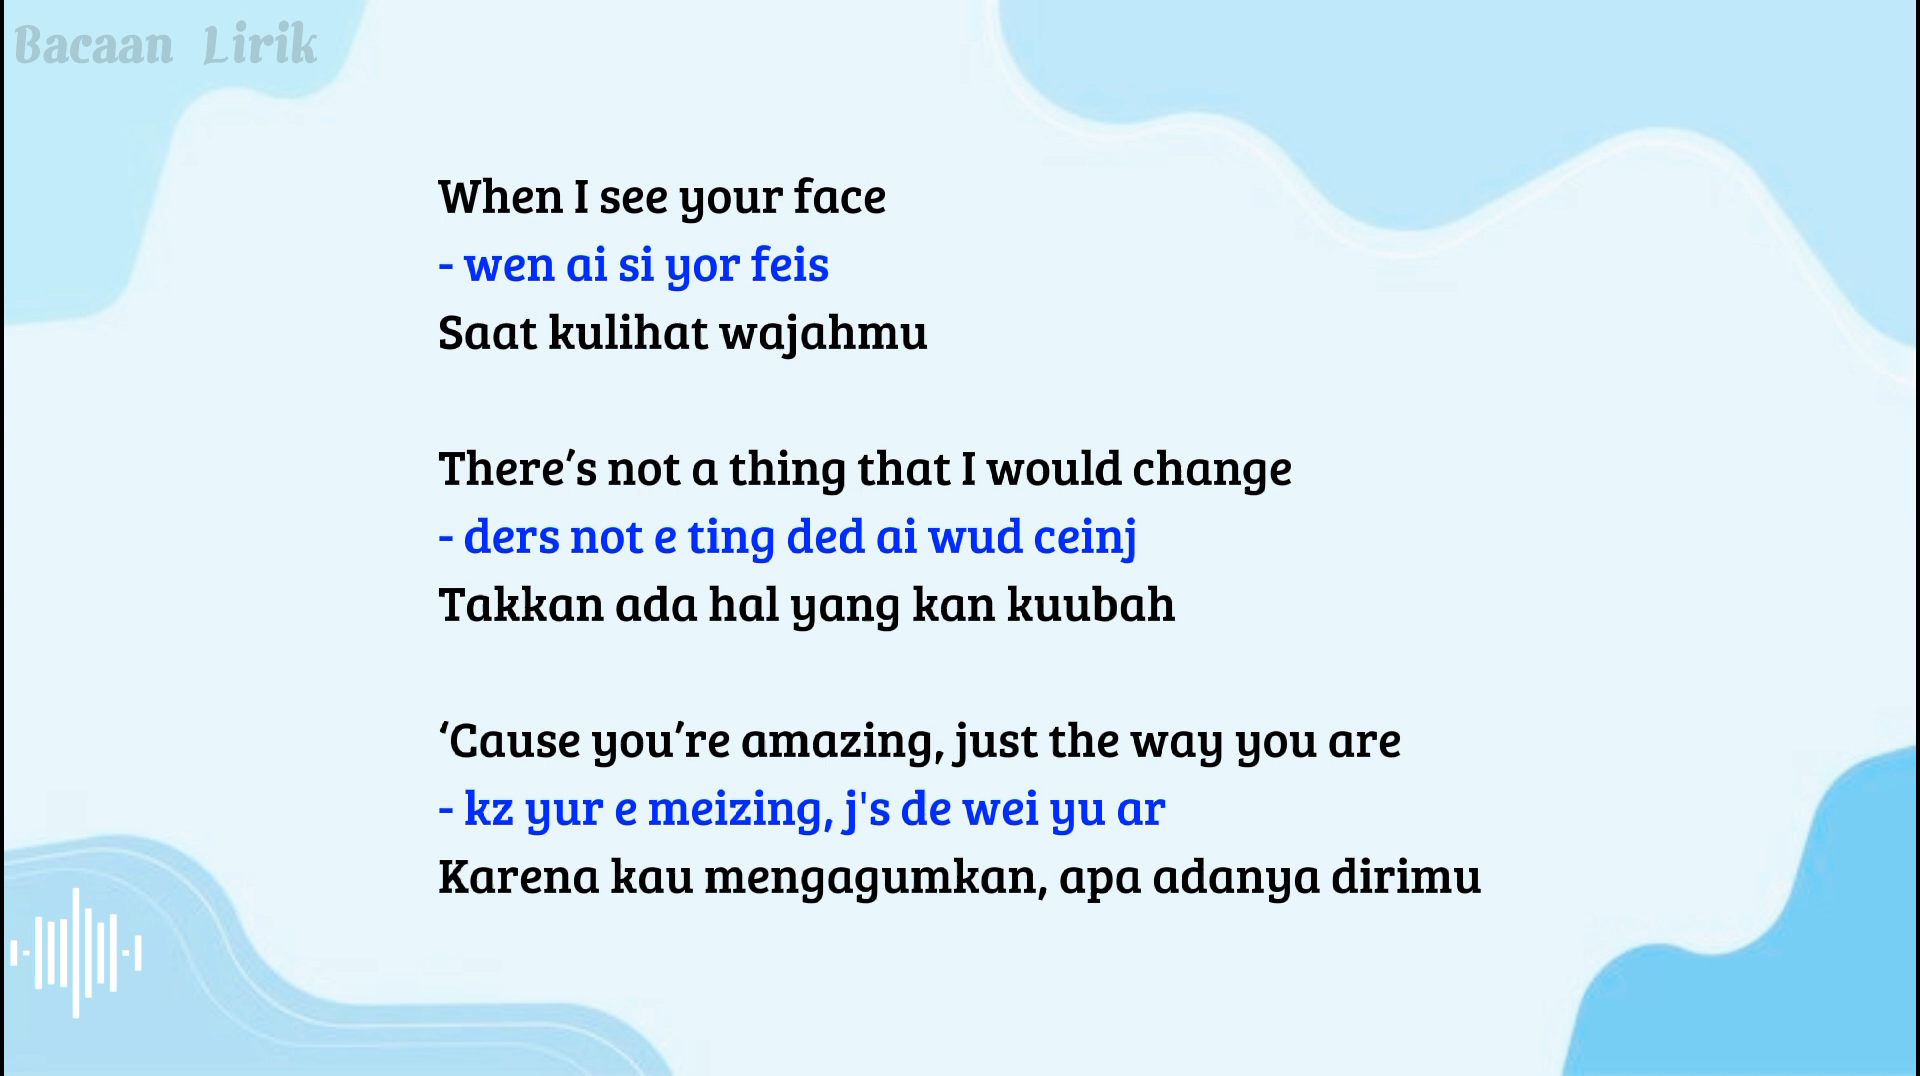 Bacaan Lirik
When I see your face
- wen ai si yor feis
Saat kulihat wajahmu
There’s not a thing that I would change
- ders not e ting ded ai wud ceinj
Takkan ada hal yang kan kuubah
‘Cause you’re amazing, just the way you are
- kz yur e meizing, j's de wei yu ar
Karena kau mengagumkan, apa adanya dirimu